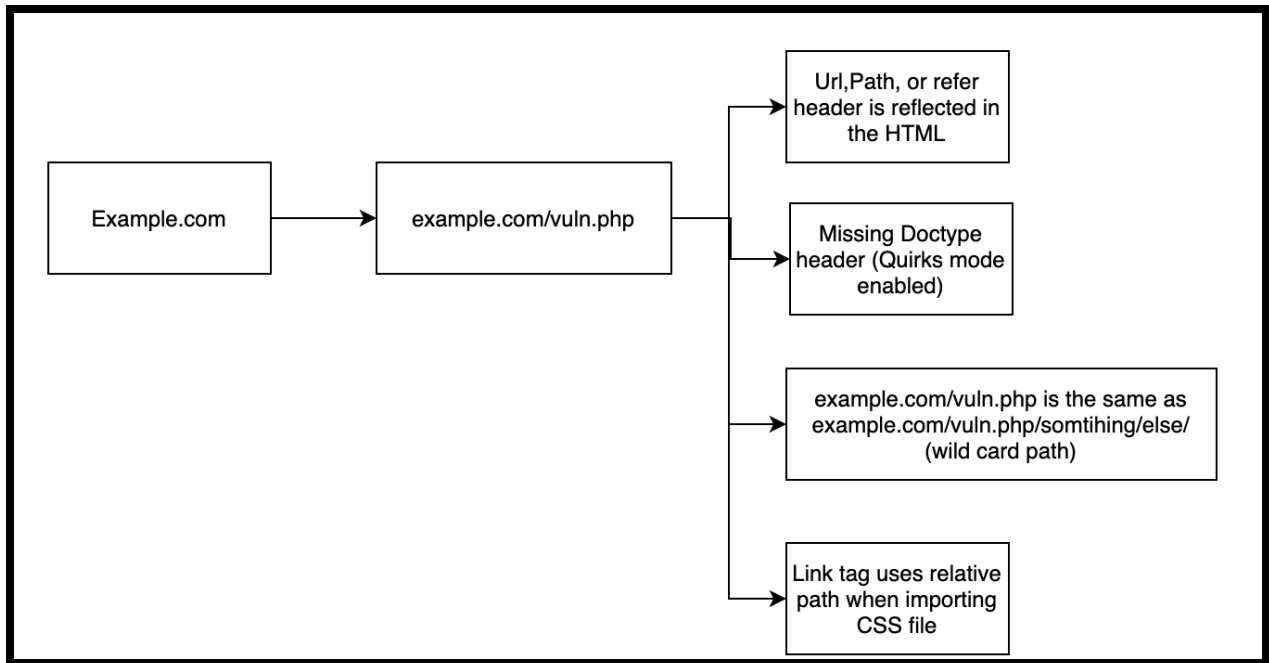 Example.com
example.com/vuln.php
Url,Path, or refer
header is reflected in
the HTML
Missing Doctype
header (Quirks mode
enabled)
example.com/vuln.php is the same as
example.com/vuln.php/somtihing/else/
(wild card path)
Link tag uses relative
path when importing
CSS file